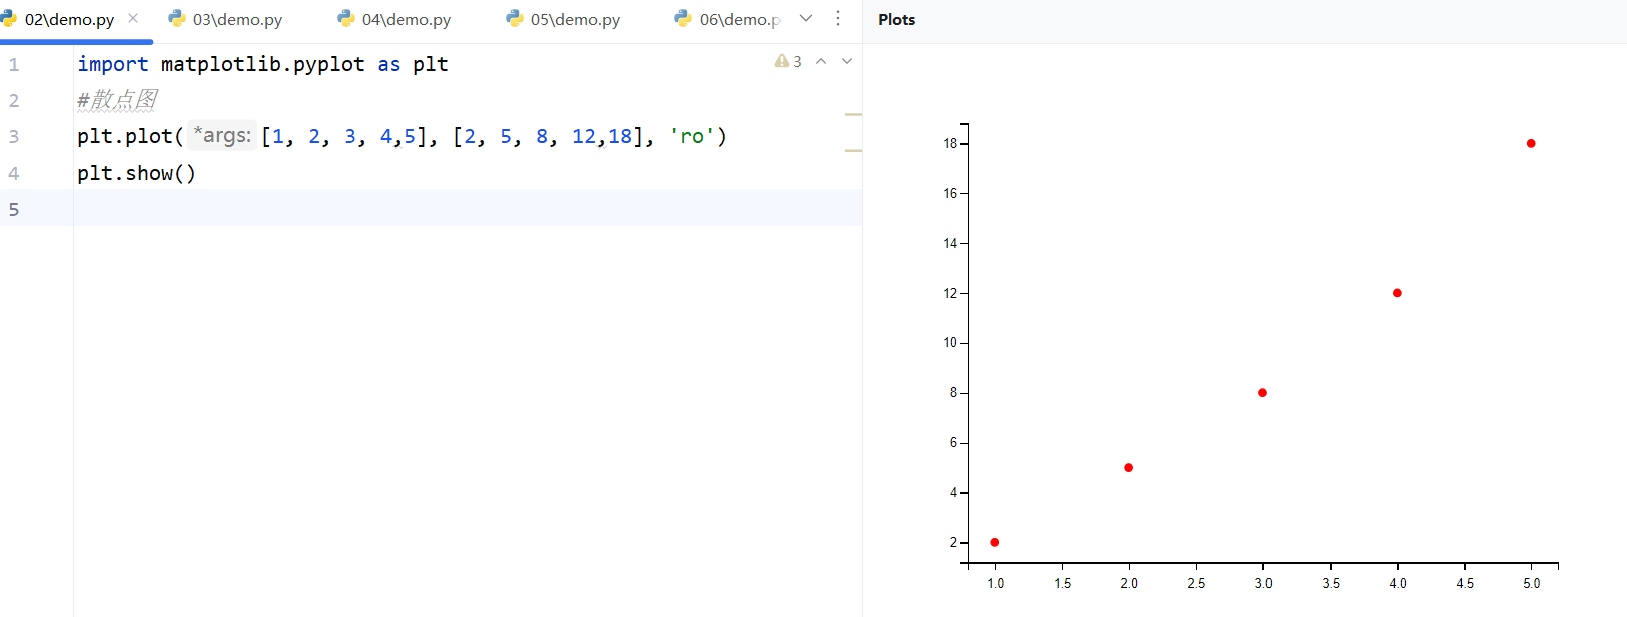 02\demo.py
03\demo.py
04\demo.py
05\demo.py
06\demo.p
Plots
3
1 import matplotlib.pyplot as plt
2 #散点图
3 plt.plot( *args: [1, 2, 3, 4,5], [2, 5, 8, 12,18], 'ro')
4 plt.show()
5
18
16
14
12
10
8
6
4
2
1.0 1.5 2.0 2.5 3.0 3.5 4.0 4.5 5.0